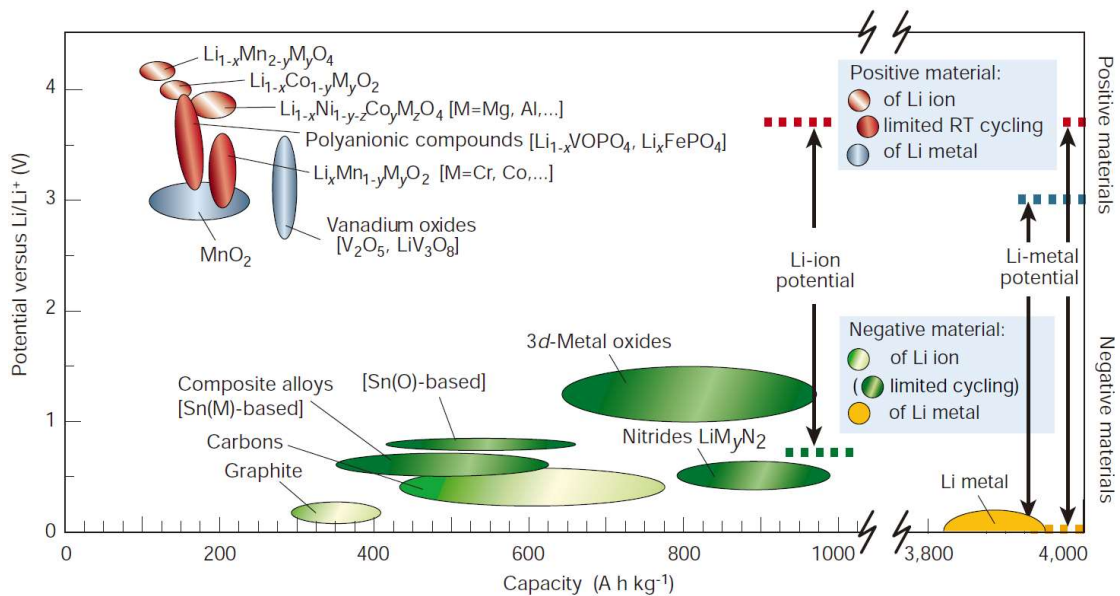 Potential versus Li/Li⁺ (V)
4
3
2
1
0
Li₁₋ₓMn₂₋yMyO₄
Li₁₋ₓCo₁₋yMyO₂
Li₁₋ₓNi₁₋y₋zCoyMzO₄ [M=Mg, Al,...]
Polyanionic compounds [Li₁₋ₓVOPO₄, LiₓFePO₄]
LiₓMn₁₋yMyO₂ [M=Cr, Co,...]
Vanadium oxides
[V₂O₅, LiV₃O₈]
MnO₂
Positive material:
of Li ion
limited RT cycling
of Li metal
Li-ion
potential
Li-metal
potential
Positive materials
Negative materials
Negative material:
of Li ion
( limited cycling)
of Li metal
3d-Metal oxides
[Sn(O)-based]
Composite alloys
[Sn(M)-based]
Carbons
Graphite
Nitrides LiMyN₂
Li metal
0
200
400
600
800
1000
3,800
4,000
Capacity (A h kg⁻¹)